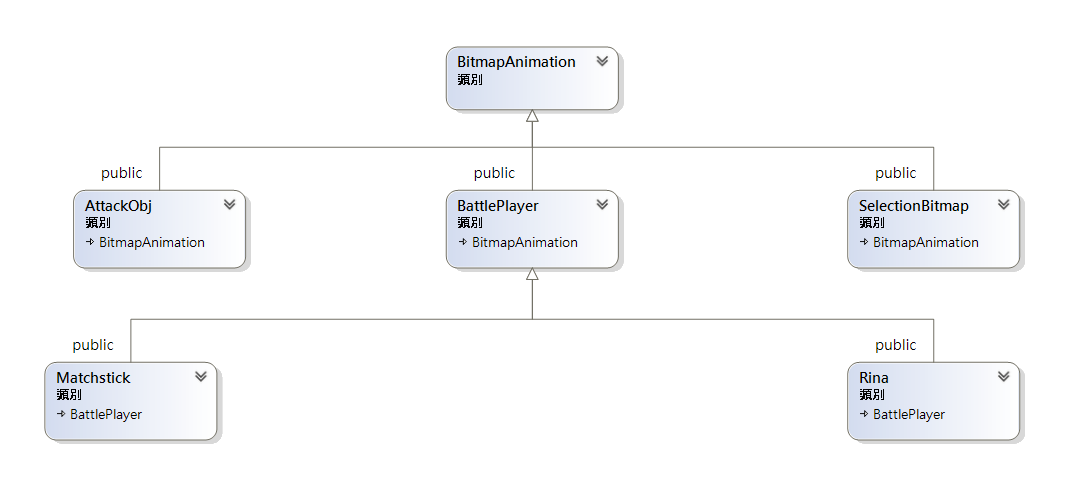 BitmapAnimation
類別
public
public
public
AttackObj
類別
BitmapAnimation
BattlePlayer
類別
BitmapAnimation
SelectionBitmap
類別
BitmapAnimation
public
public
Matchstick
類別
BattlePlayer
Rina
類別
BattlePlayer